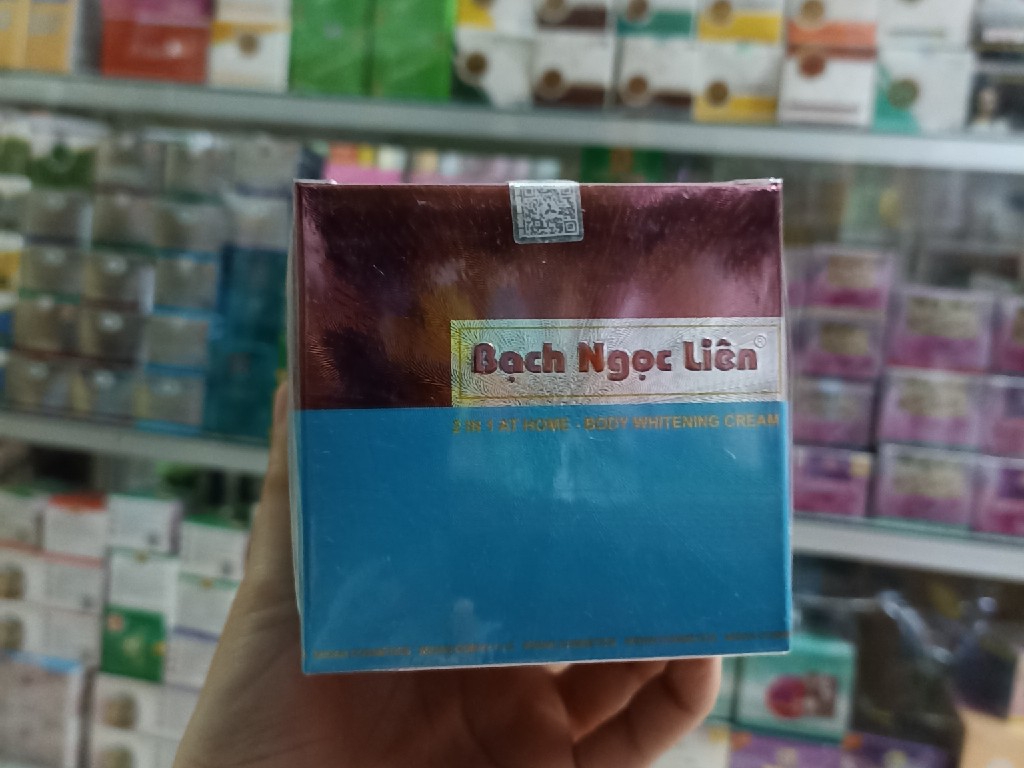 Bạch Ngọc Liên®
2 IN 1 AT HOME - BODY WHITENING CREAM